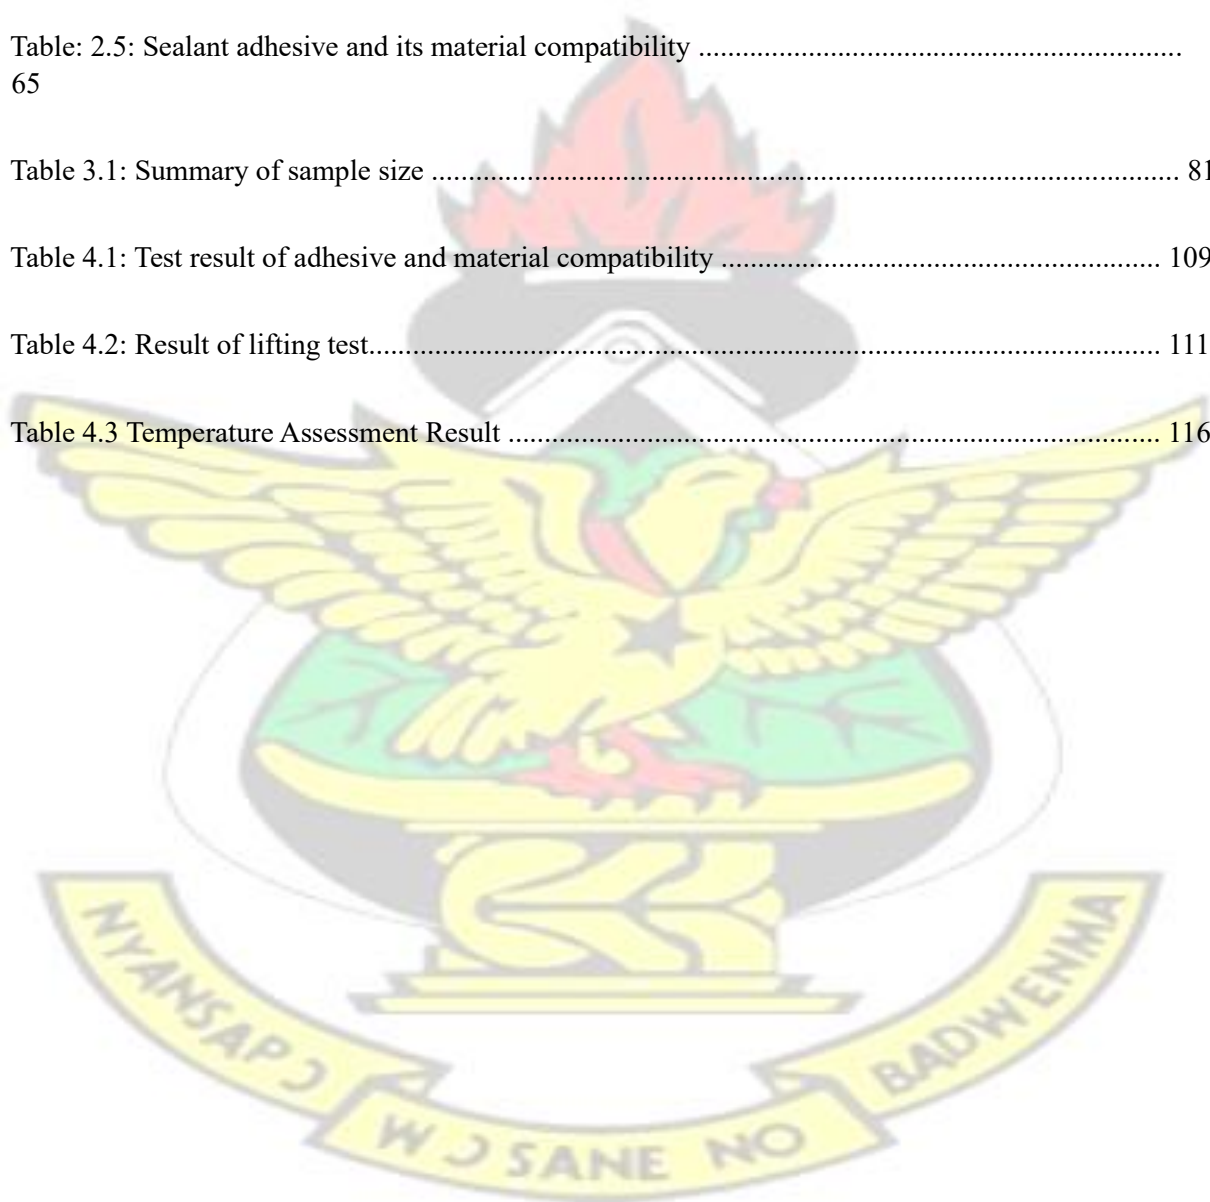 Table: 2.5: Sealant adhesive and its material compatibility ................................................................
65
Table 3.1: Summary of sample size .................................................................................................... 81
Table 4.1: Test result of adhesive and material compatibility ........................................................... 109
Table 4.2: Result of lifting test.......................................................................................................... 111
Table 4.3 Temperature Assessment Result ....................................................................................... 116
NYANSAPƆ
WƆSANE NO
BADWENMA